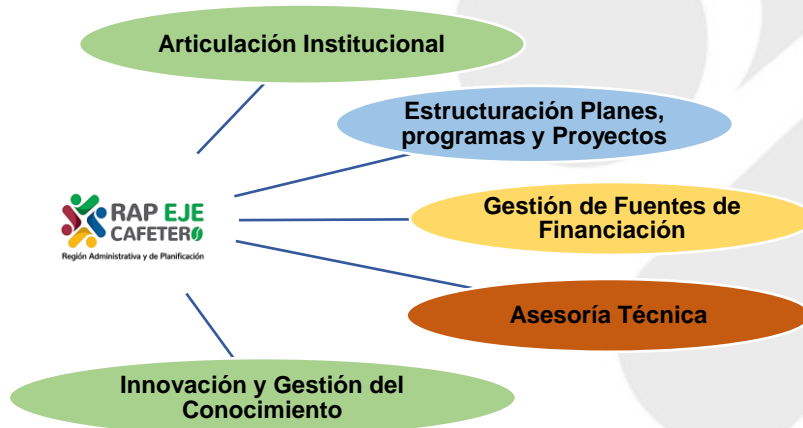 Articulación Institucional
Estructuración Planes,
programas y Proyectos
RAP EJE
CAFETERO
Región Administrativa y de Planificación
Gestión de Fuentes de
Financiación
Asesoría Técnica
Innovación y Gestión del
Conocimiento